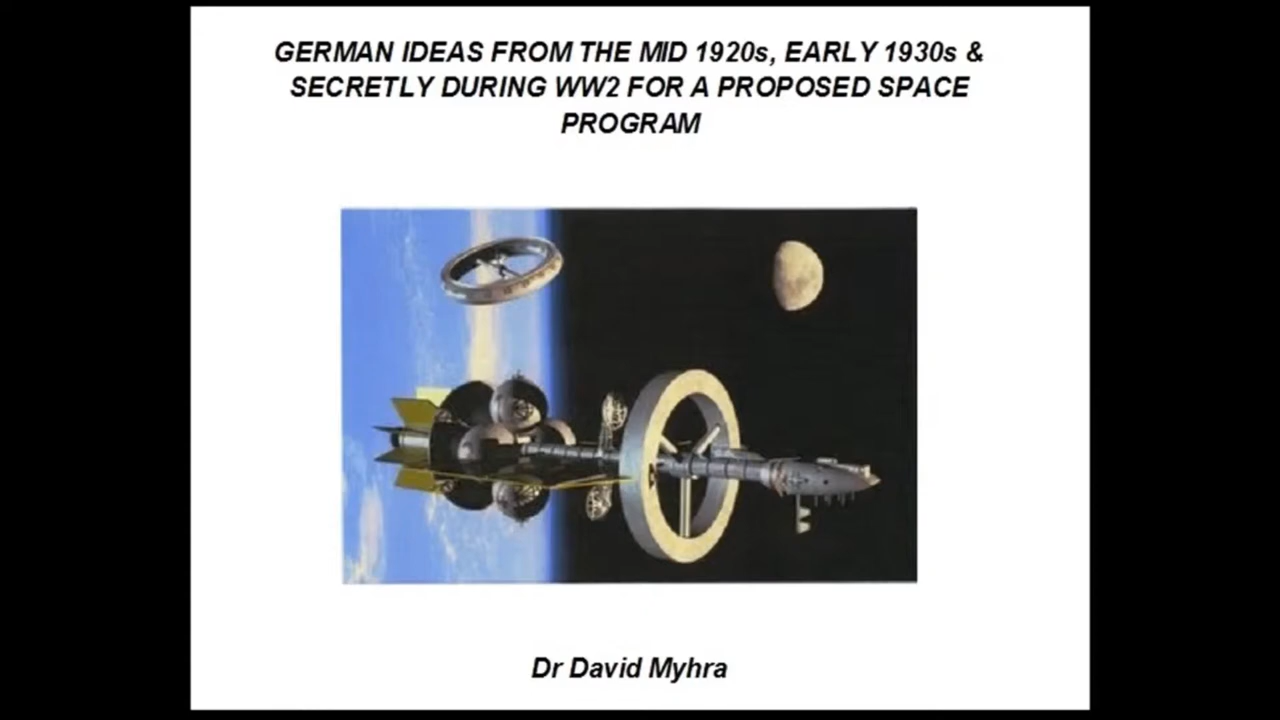 GERMAN IDEAS FROM THE MID 1920s, EARLY 1930s &
SECRETLY DURING WW2 FOR A PROPOSED SPACE
PROGRAM
Dr David Myhra